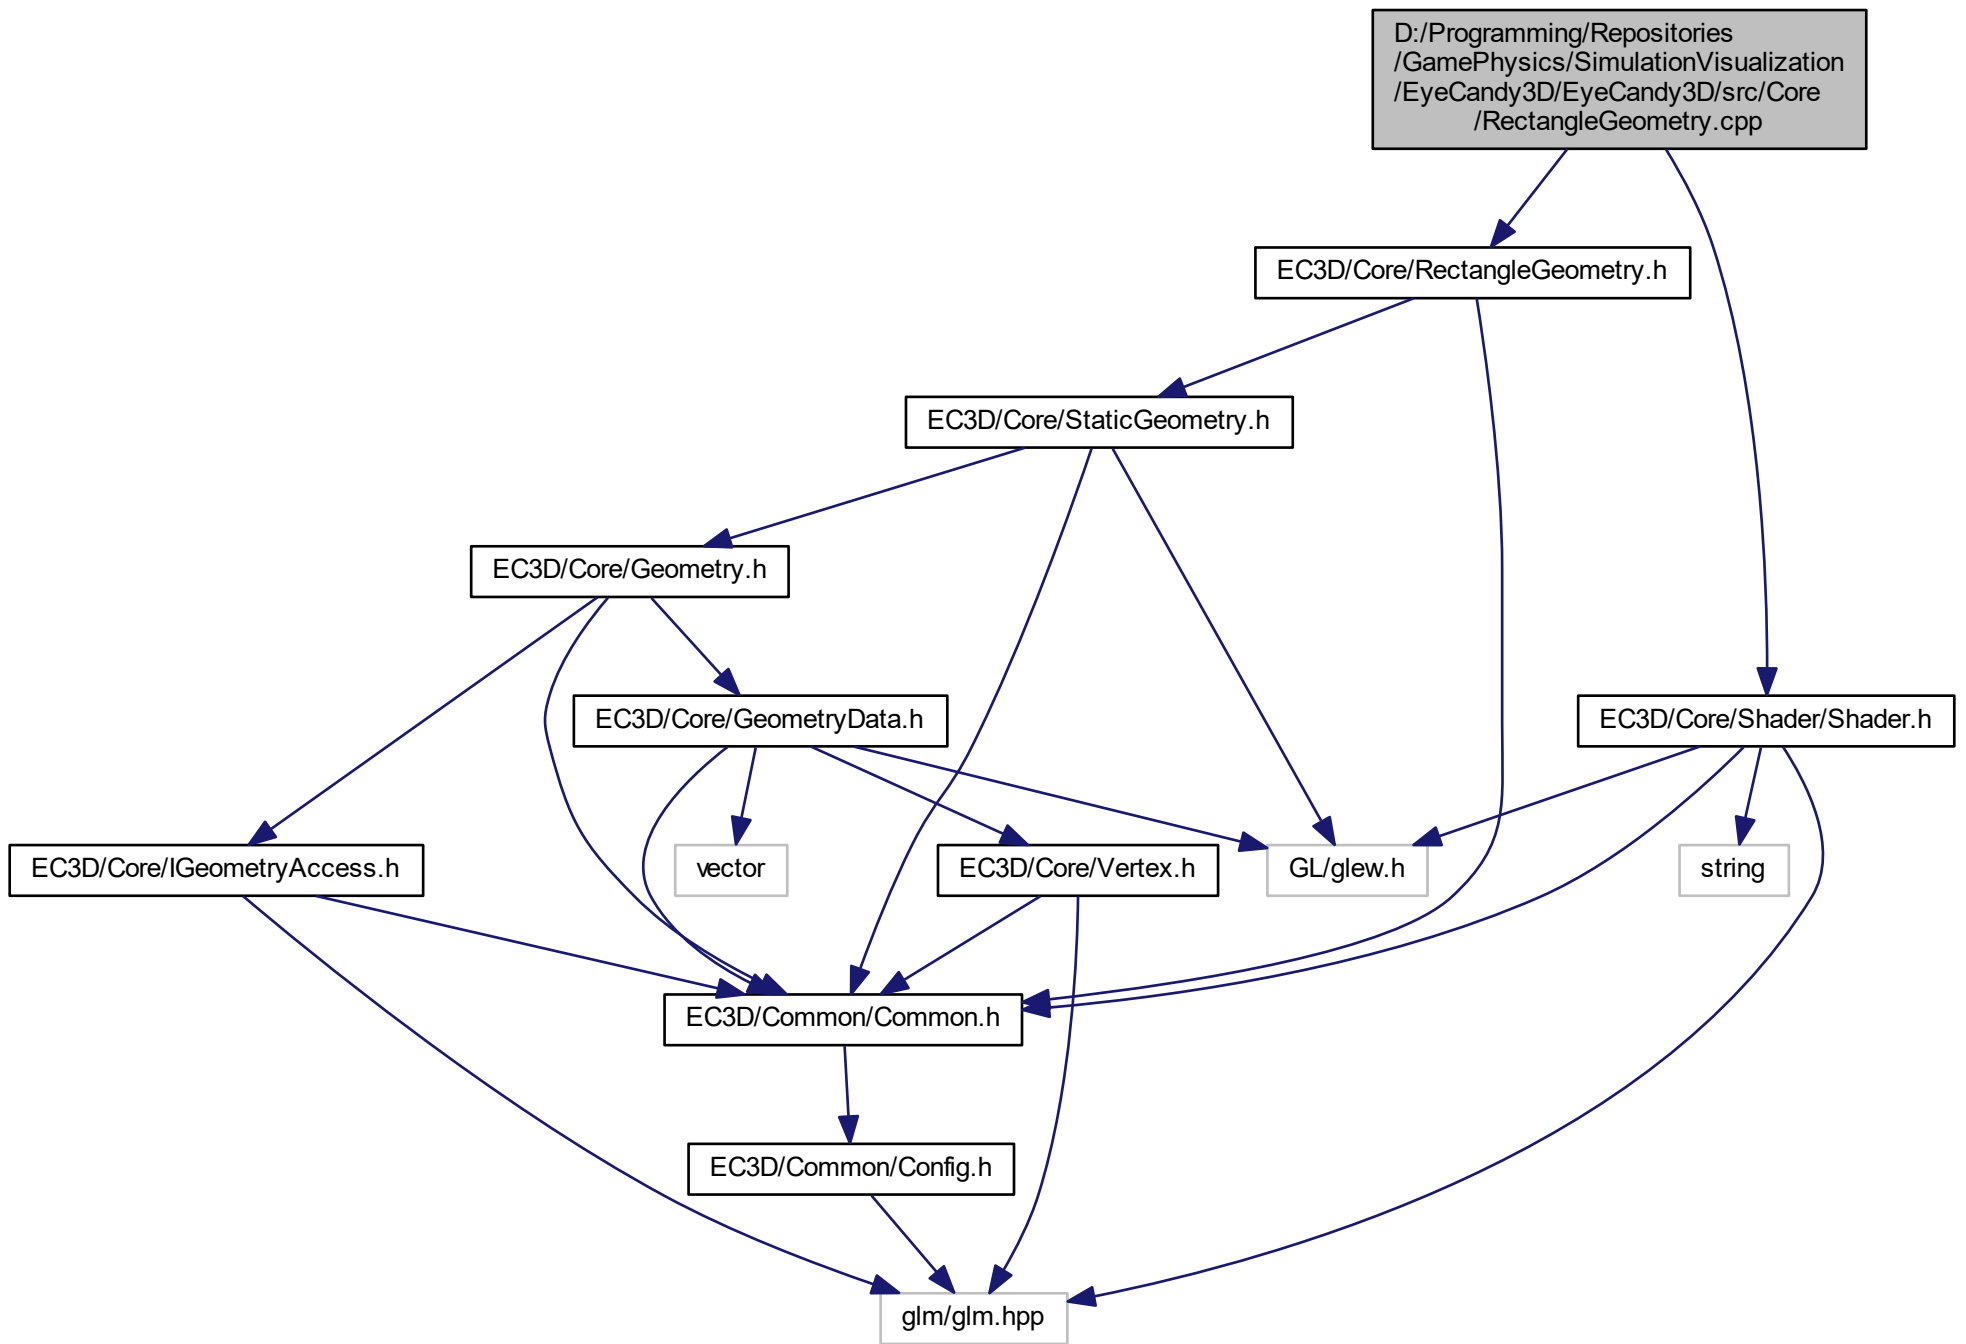 D:/Programming/Repositories
/GamePhysics/SimulationVisualization
/EyeCandy3D/EyeCandy3D/src/Core
/RectangleGeometry.cpp
EC3D/Core/RectangleGeometry.h
EC3D/Core/StaticGeometry.h
EC3D/Core/Geometry.h
EC3D/Core/GeometryData.h
EC3D/Core/Shader/Shader.h
EC3D/Core/IGeometryAccess.h
vector
EC3D/Core/Vertex.h
GL/glew.h
string
EC3D/Common/Common.h
EC3D/Common/Config.h
glm/glm.hpp